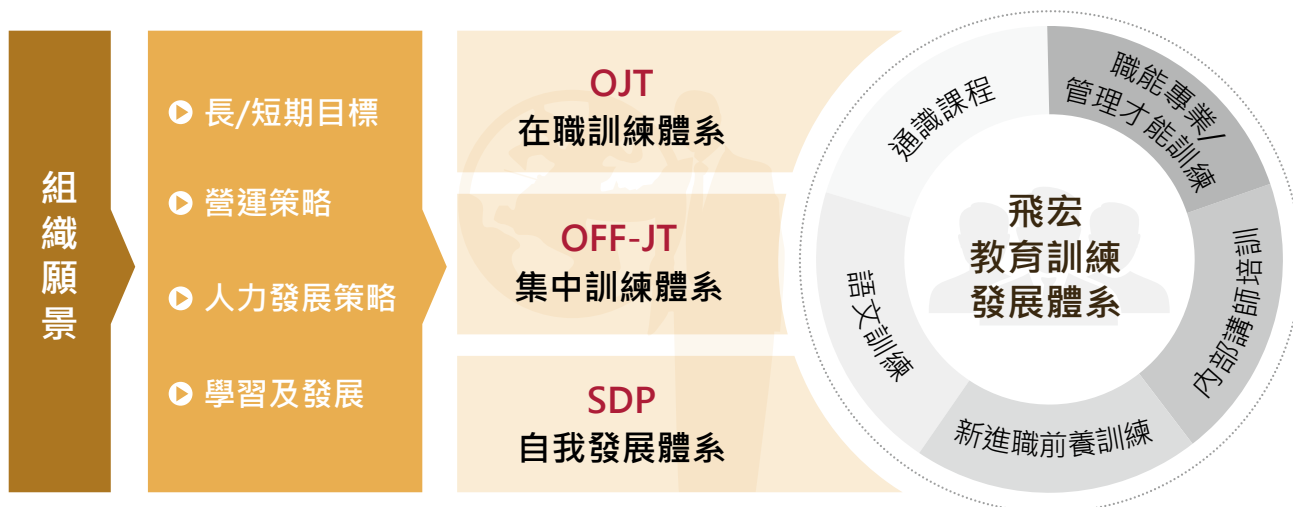 組織願景
長/短期目標
營運策略
人力發展策略
學習及發展
OJT
在職訓練體系
OFF-JT
集中訓練體系
SDP
自我發展體系
飛宏
教育訓練
發展體系
通識課程
職能專業/
管理才能訓練
內部講師培訓
新進職前養訓練
語文訓練